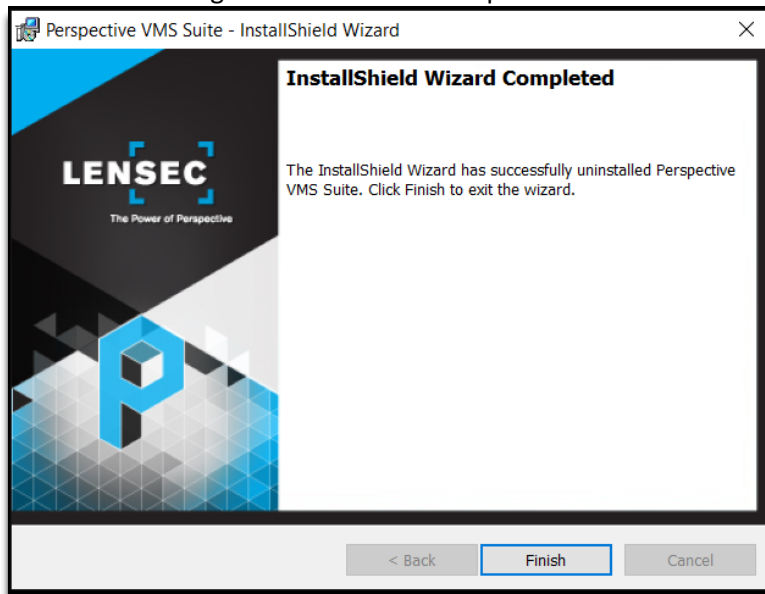 Perspective VMS Suite - InstallShield Wizard
InstallShield Wizard Completed
LENSEC
The Power of Perspective
The InstallShield Wizard has successfully uninstalled Perspective
VMS Suite. Click Finish to exit the wizard.
< Back
Finish
Cancel